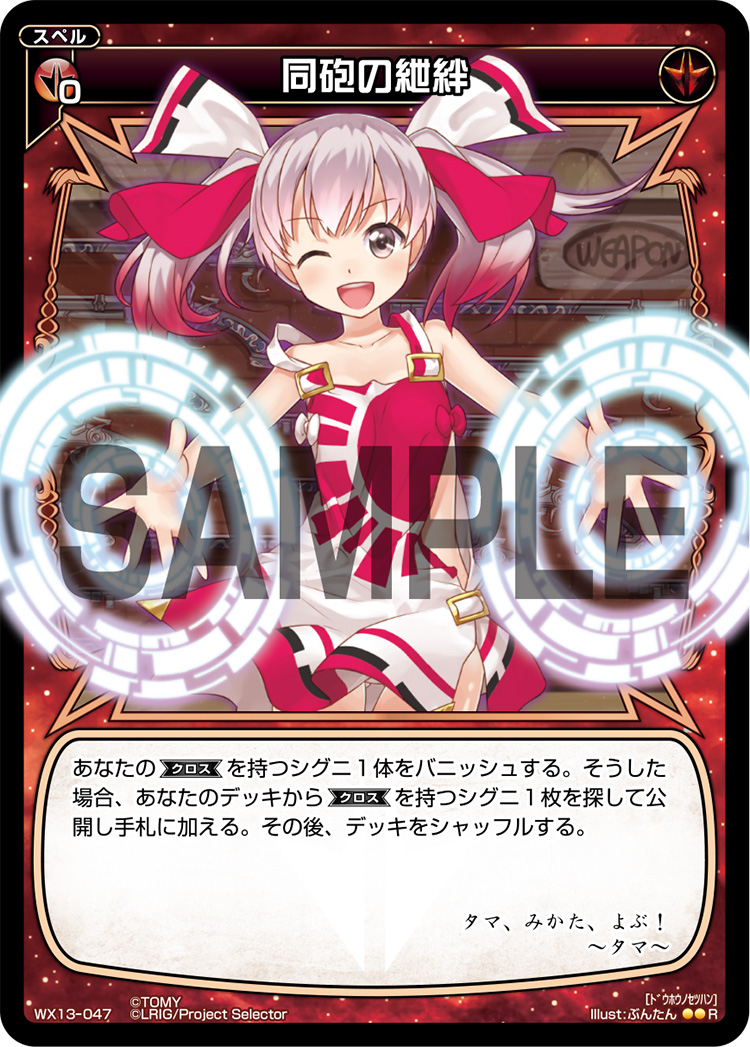 スペル
同砲の紲絆
0
WEAPON
SAMPLE
あなたの クロス を持つシグニ1体をバニッシュする。そうした
場合、あなたのデッキから クロス を持つシグニ1枚を探して公
開し手札に加える。その後、デッキをシャッフルする。
タマ、みかた、よぶ!
~タマ~
©TOMY
[ドウホウノセツハン]
WX13-047 ©LRIG/Project Selector
Illust:ぶんたん R